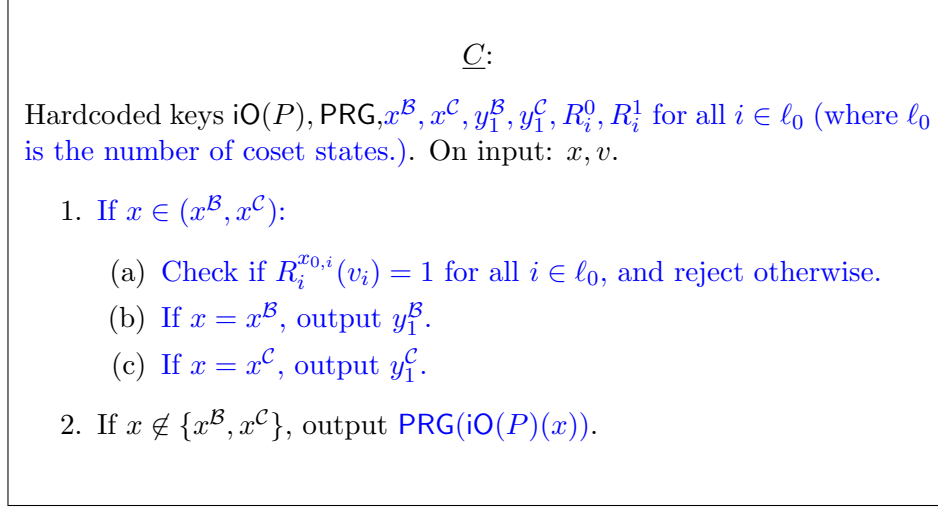 C:
Hardcoded keys iO(P), PRG,x^B, x^C, y_1^B, y_1^C, R_i^0, R_i^1 for all i ∈ ℓ_0 (where ℓ_0
is the number of coset states.). On input: x, v.
1. If x ∈ (x^B, x^C):
(a) Check if R_i^{x_{0,i}}(v_i) = 1 for all i ∈ ℓ_0, and reject otherwise.
(b) If x = x^B, output y_1^B.
(c) If x = x^C, output y_1^C.
2. If x ∉ {x^B, x^C}, output PRG(iO(P)(x)).